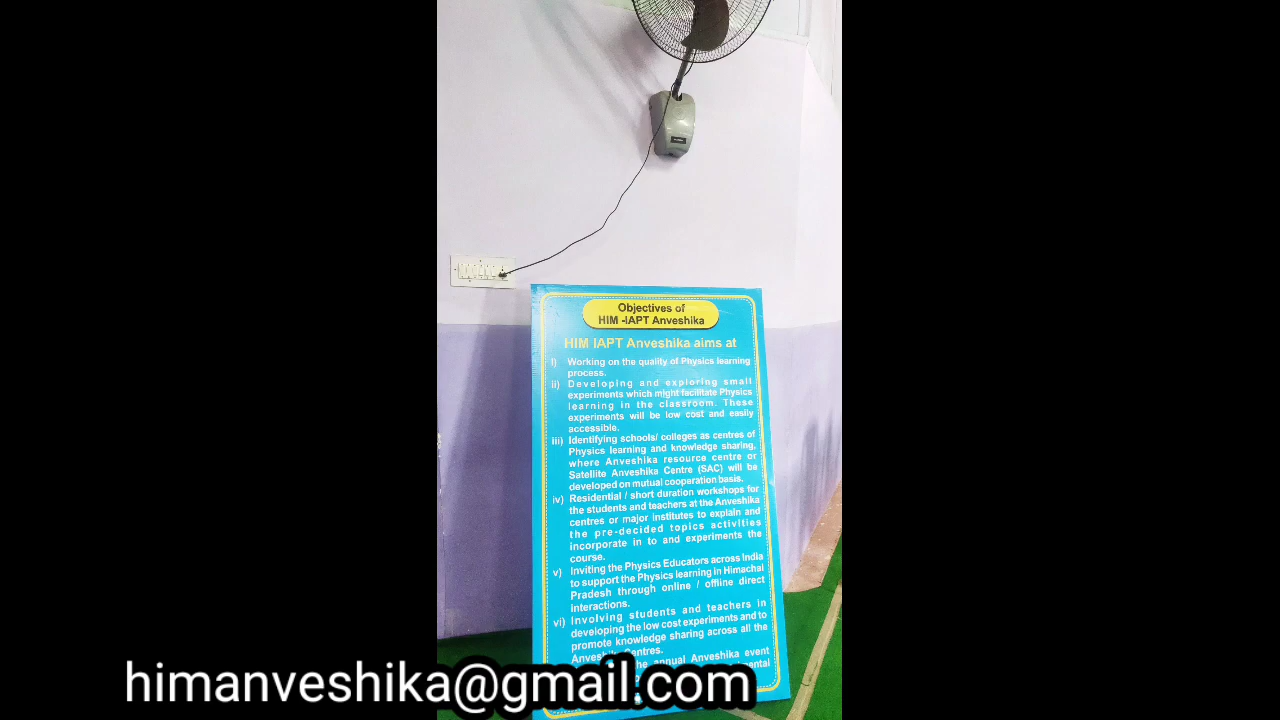 Objectives of
HIM -IAPT Anveshika
HIM IAPT Anveshika aims at
i) Working on the quality of Physics learning
process.
ii) Developing and exploring small
experiments which might facilitate Physics
learning in the classroom. These
experiments will be low cost and easily
accessible.
iii) Identifying schools/ colleges as centres of
Physics learning and knowledge sharing,
where Anveshika resource centre or
Satellite Anveshika Centre (SAC) will be
developed on mutual cooperation basis.
iv) Residential / short duration workshops for
the students and teachers at the Anveshika
centres or major institutes to explain and
the pre-decided topics activities
incorporate in to and experiments the
course.
v) Inviting the Physics Educators across India
to support the Physics learning in Himachal
Pradesh through online / offline direct
interactions.
vi) Involving students and teachers in
developing the low cost experiments and to
promote knowledge sharing across all the
Anveshika Centres.
the annual Anveshika event
himanveshika@gmail.com